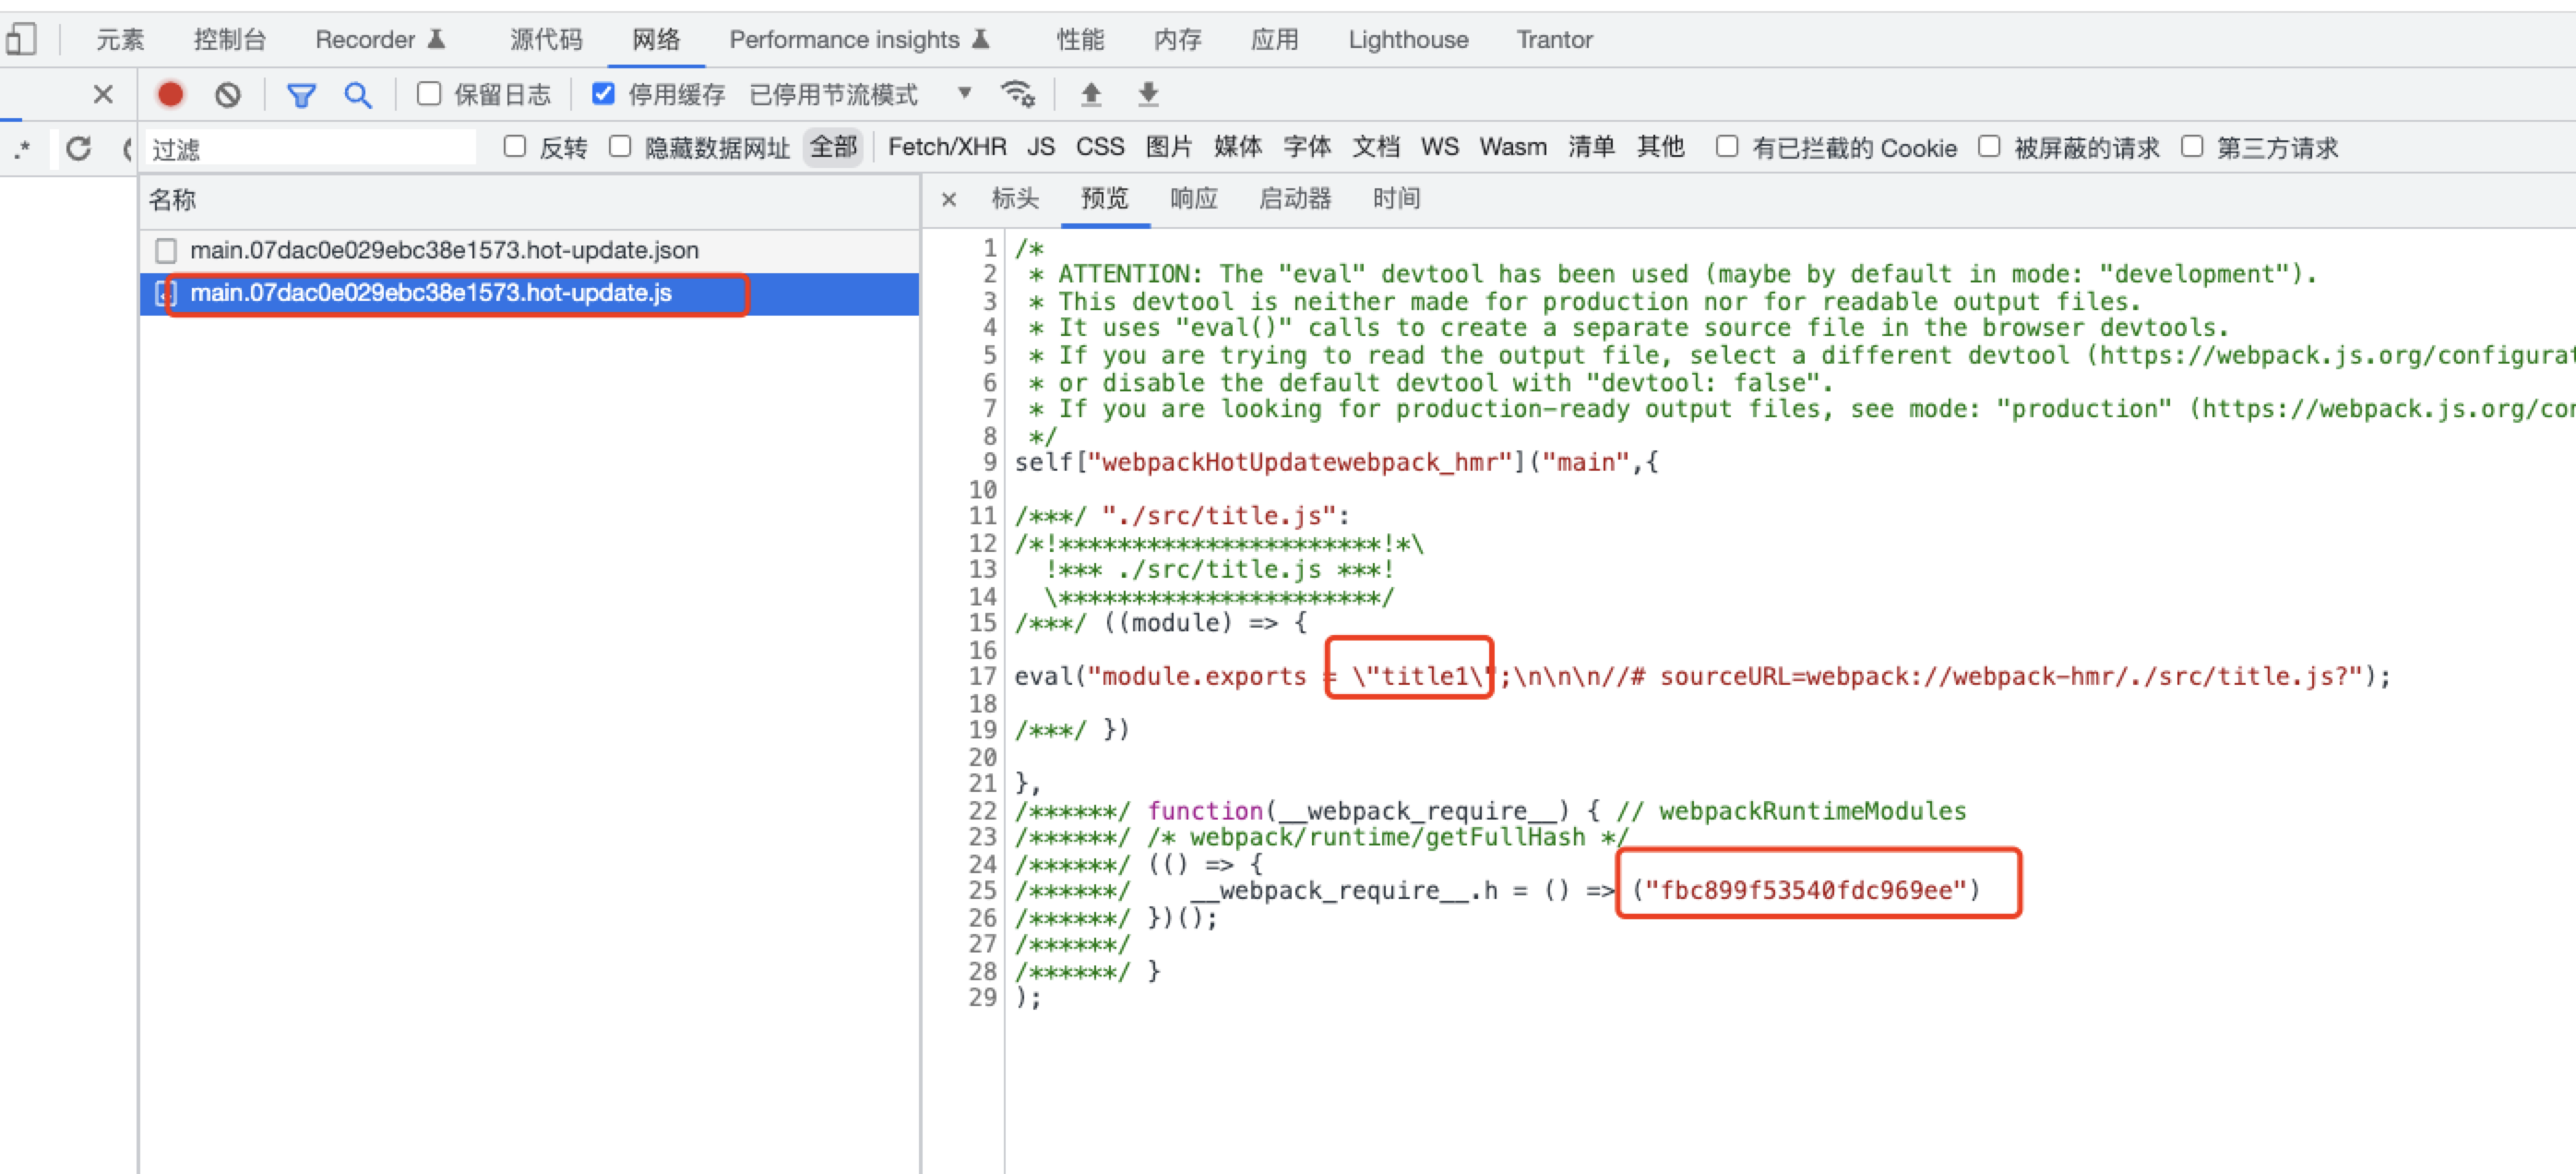 元素 控制台 Recorder 源代码 网络 Performance insights 性能 内存 应用 Lighthouse Trantor
保留日志 停用缓存 已停用节流模式
.* 过滤 反转 隐藏数据网址 全部 Fetch/XHR JS CSS 图片 媒体 字体 文档 WS Wasm 清单 其他 有已拦截的 Cookie 被屏蔽的请求 第三方请求
名称
main.07dac0e029ebc38e1573.hot-update.json
main.07dac0e029ebc38e1573.hot-update.js
× 标头 预览 响应 启动器 时间
1 /*
2  * ATTENTION: The "eval" devtool has been used (maybe by default in mode: "development").
3  * This devtool is neither made for production nor for readable output files.
4  * It uses "eval()" calls to create a separate source file in the browser devtools.
5  * If you are trying to read the output file, select a different devtool (https://webpack.js.org/configurat
6  * or disable the default devtool with "devtool: false".
7  * If you are looking for production-ready output files, see mode: "production" (https://webpack.js.org/con
8  */
9 self["webpackHotUpdatewebpack_hmr"]("main",{
10
11 /***/ "./src/title.js":
12 /*!**********************!*\
13   !*** ./src/title.js ***!
14   \**********************/
15 /***/ ((module) => {
16
17 eval("module.exports = \"title1\";\n\n\n//# sourceURL=webpack://webpack-hmr/./src/title.js?");
18
19 /***/ })
20
21 },
22 /******/ function(__webpack_require__) { // webpackRuntimeModules
23 /******/ /* webpack/runtime/getFullHash */
24 /******/ (() => {
25 /******/    __webpack_require__.h = () => ("fbc899f53540fdc969ee")
26 /******/ })();
27 /******/
28 /******/ }
29 );